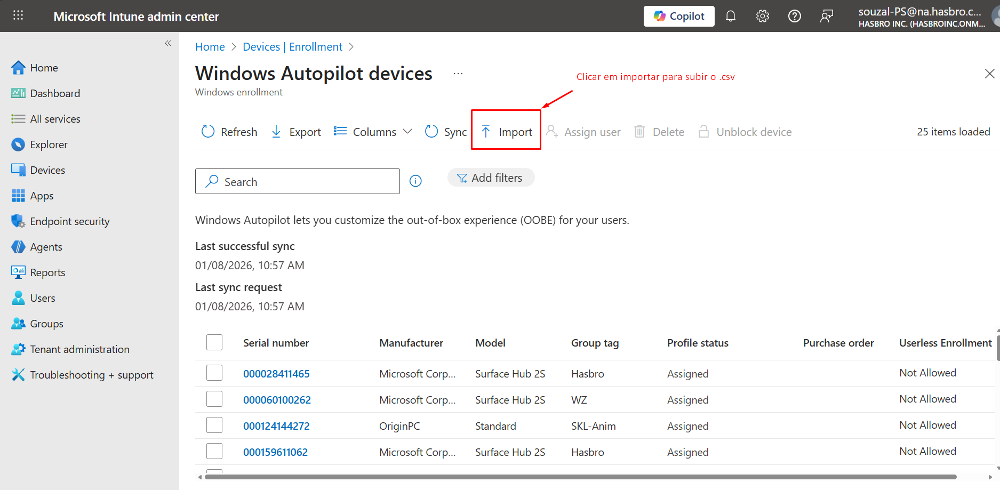 Microsoft Intune admin center
Copilot
souzal-PS@na.hasbro.c...
HASBRO INC. (HASBROINC.ONM...
Home
Dashboard
All services
Explorer
Devices
Apps
Endpoint security
Agents
Reports
Users
Groups
Tenant administration
Troubleshooting + support
Home > Devices | Enrollment >
Windows Autopilot devices ...
Windows enrollment
Clicar em importar para subir o .csv
Refresh Export Columns Sync Import Assign user Delete Unblock device 25 items loaded
Search
Add filters
Windows Autopilot lets you customize the out-of-box experience (OOBE) for your users.
Last successful sync
01/08/2026, 10:57 AM
Last sync request
01/08/2026, 10:57 AM
Serial number Manufacturer Model Group tag Profile status Purchase order Userless Enrollment
000028411465 Microsoft Corp... Surface Hub 2S Hasbro Assigned Not Allowed
000060100262 Microsoft Corp... Surface Hub 2S WZ Assigned Not Allowed
000124144272 OriginPC Standard SKL-Anim Assigned Not Allowed
000159611062 Microsoft Corp... Surface Hub 2S Hasbro Assigned Not Allowed